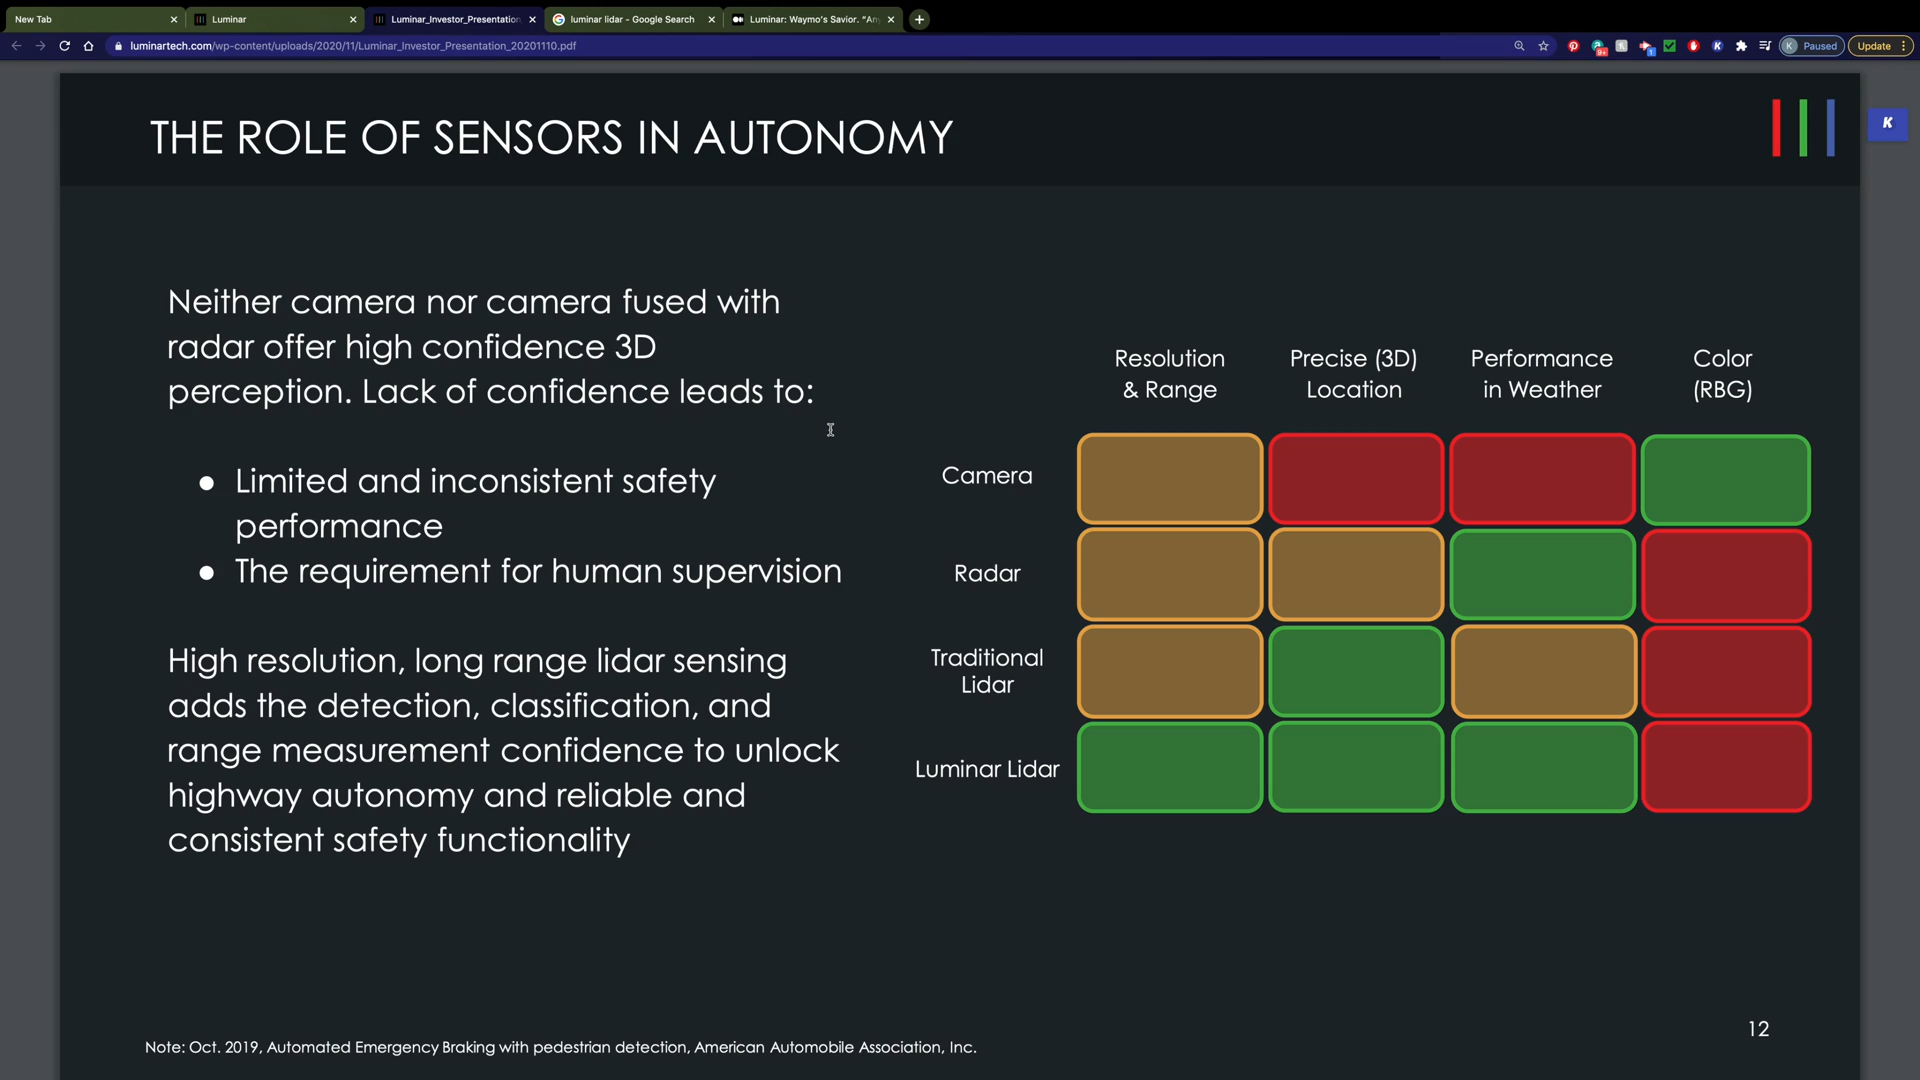 New Tab
Luminar
Luminar_Investor_Presentation
luminar lidar - Google Search
Luminar: Waymo's Savior. "An
luminartech.com/wp-content/uploads/2020/11/Luminar_Investor_Presentation_20201110.pdf
9+
1
K
Paused
Update
THE ROLE OF SENSORS IN AUTONOMY
K
Neither camera nor camera fused with
radar offer high confidence 3D
perception. Lack of confidence leads to:
● Limited and inconsistent safety
performance
● The requirement for human supervision
High resolution, long range lidar sensing
adds the detection, classification, and
range measurement confidence to unlock
highway autonomy and reliable and
consistent safety functionality
Resolution
& Range
Precise (3D)
Location
Performance
in Weather
Color
(RBG)
Camera
Radar
Traditional
Lidar
Luminar Lidar
12
Note: Oct. 2019, Automated Emergency Braking with pedestrian detection, American Automobile Association, Inc.